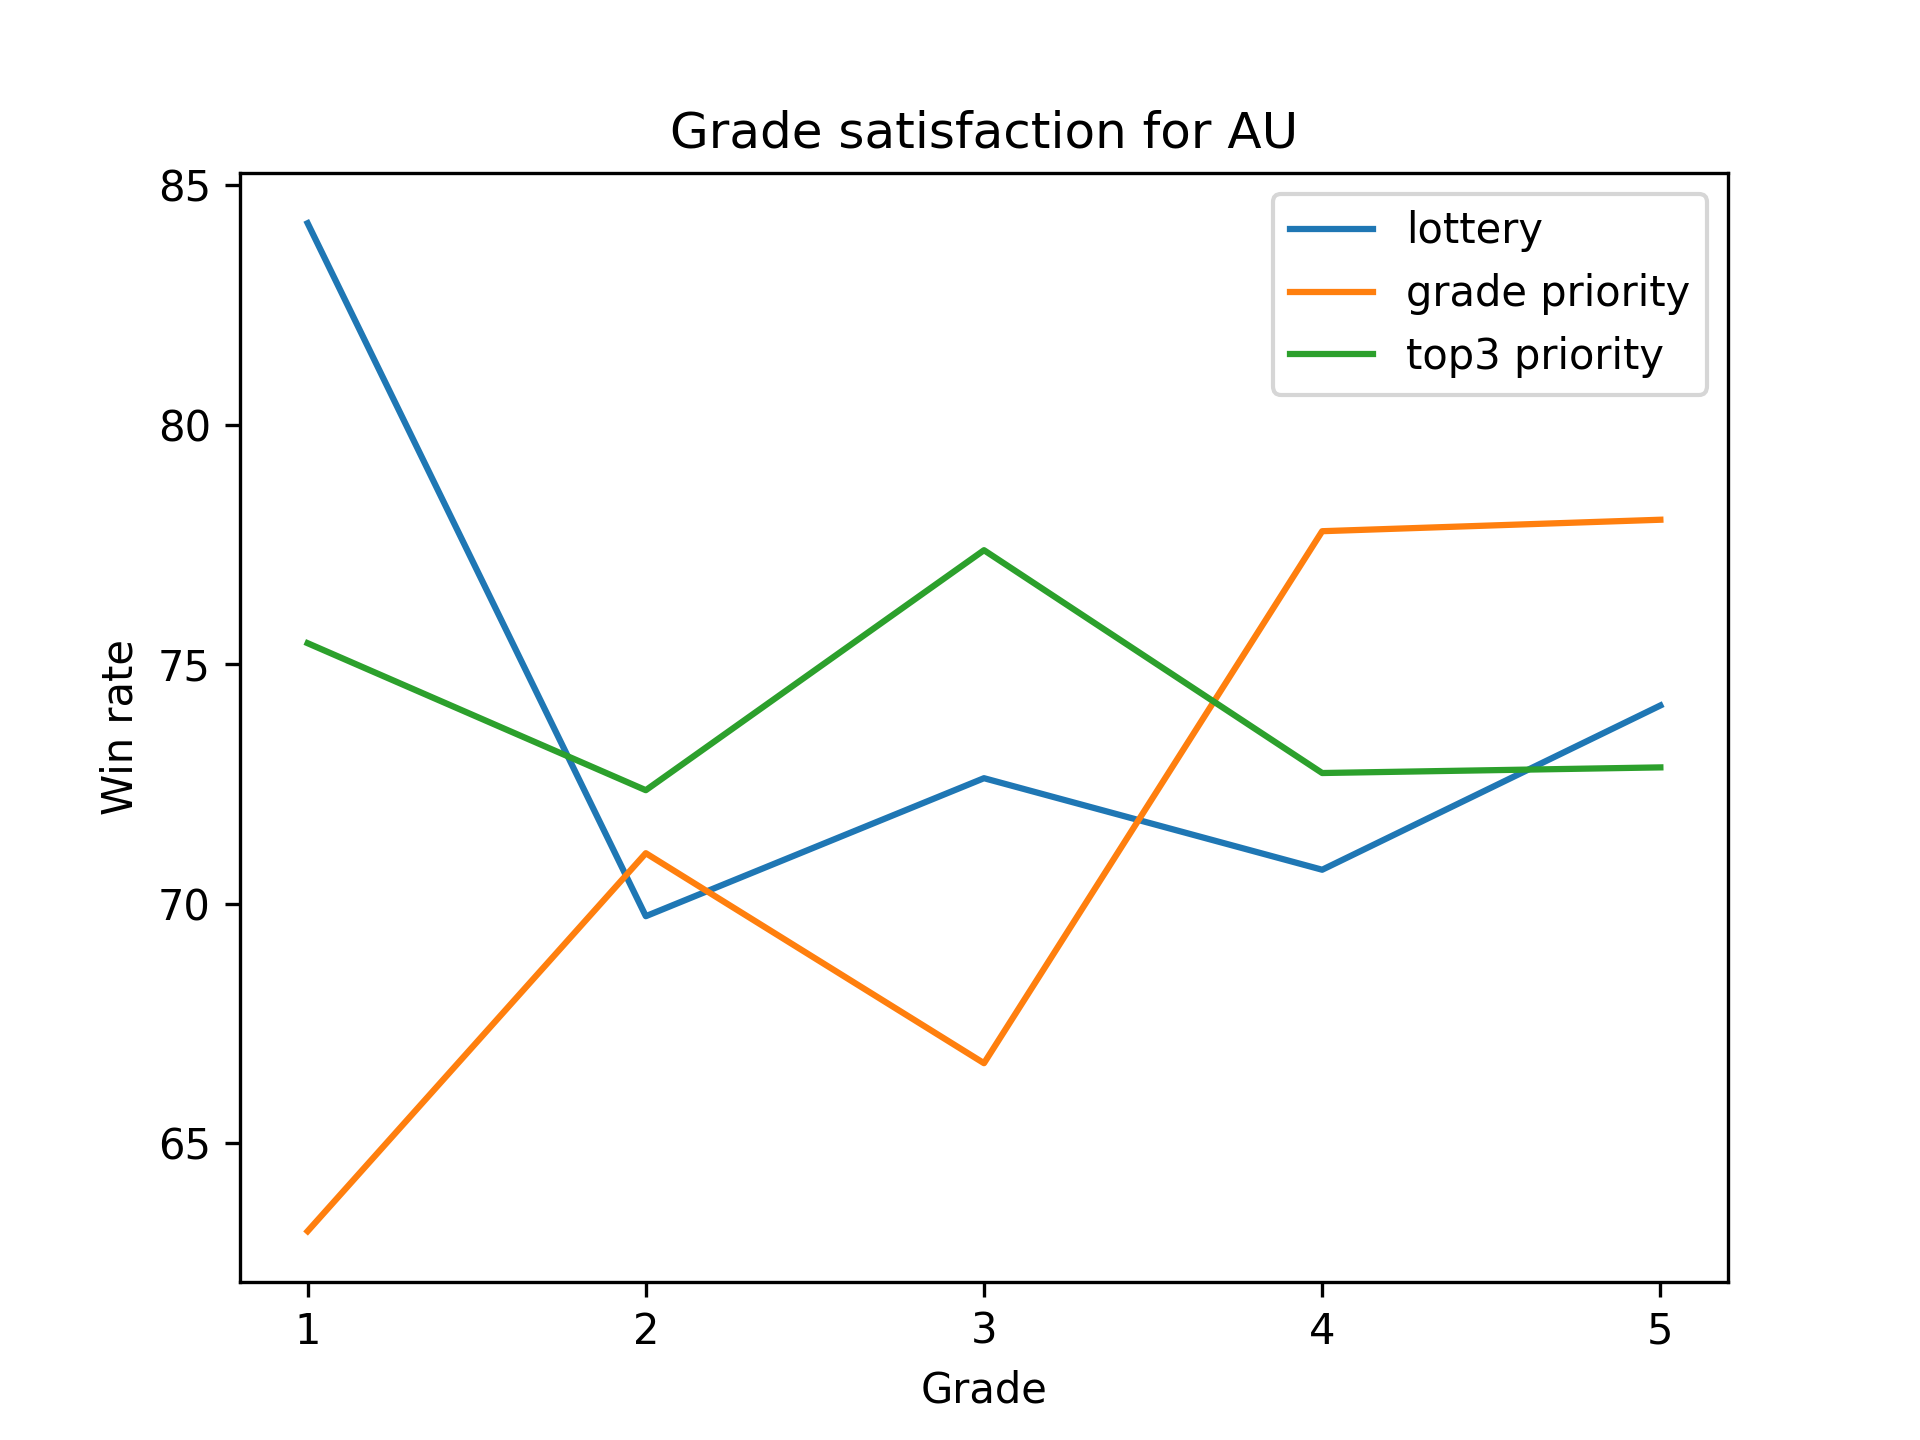 Grade satisfaction for AU
85
80
75
70
65
Win rate
lottery
grade priority
top3 priority
1 2 3 4 5
Grade